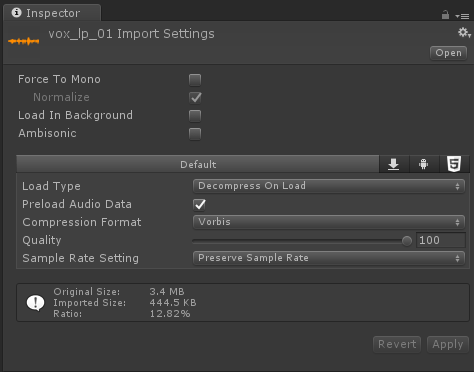 Inspector
vox_lp_01 Import Settings
Open
Force To Mono
Normalize
Load In Background
Ambisonic
Default
Load Type Decompress On Load
Preload Audio Data
Compression Format Vorbis
Quality 100
Sample Rate Setting Preserve Sample Rate
Original Size: 3.4 MB
Imported Size: 444.5 KB
Ratio: 12.82%
Revert Apply